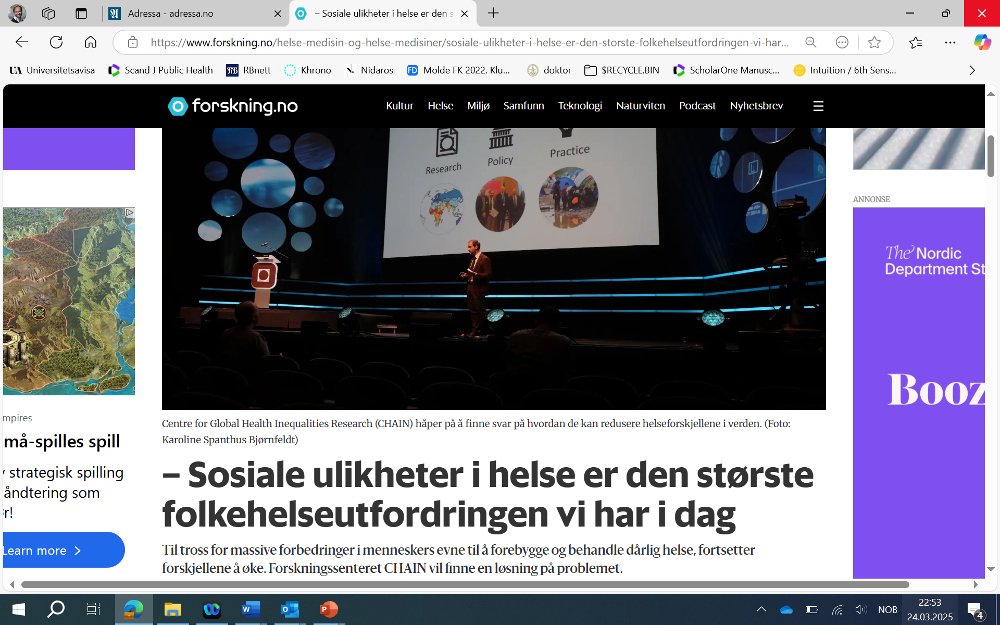 Adressa - adressa.no
– Sosiale ulikheter i helse er den s
https://www.forskning.no/helse-medisin-og-helse-medisiner/sosiale-ulikheter-i-helse-er-den-storste-folkehelseutfordringen-vi-har...
UA Universitetsavisa
Scand J Public Health
RB RBnett
Khrono
N. Nidaros
FD Molde FK 2022. Klu...
doktor
$RECYCLE.BIN
ScholarOne Manusc...
Intuition / 6th Sens...
forskning.no
Kultur Helse Miljø Samfunn Teknologi Naturviten Podcast Nyhetsbrev
Research
Policy
Practice
ANNONSE
The Nordic
Department St
Booz
mpires
må-spilles spill
strategisk spilling
åndtering som
r!
Learn more
Centre for Global Health Inequalities Research (CHAIN) håper på å finne svar på hvordan de kan redusere helseforskjellene i verden. (Foto:
Karoline Spanthus Bjørnfeldt)
– Sosiale ulikheter i helse er den største
folkehelseutfordringen vi har i dag
Til tross for massive forbedringer i menneskers evne til å forebygge og behandle dårlig helse, fortsetter
forskjellene å øke. Forskningssenteret CHAIN vil finne en løsning på problemet.
NOB
22:53
24.03.2025
4